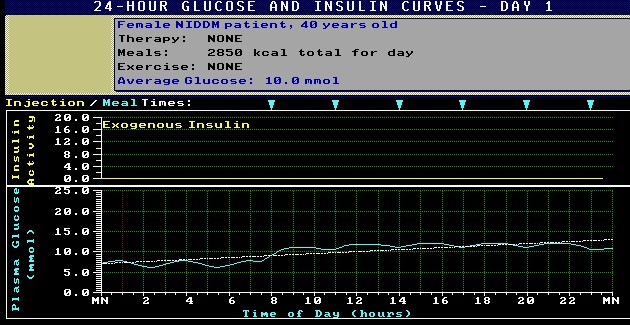 24-HOUR GLUCOSE AND INSULIN CURVES - DAY 1
Female NIDDM patient, 40 years old
Therapy: NONE
Meals: 2850 kcal total for day
Exercise: NONE
Average Glucose: 10.0 mmol
Injection / Meal Times:
Insulin Activity
20.0
16.0
12.0
8.0
4.0
0.0
Exogenous Insulin
Plasma Glucose (mmol)
25.0
20.0
15.0
10.0
5.0
0.0
MN 2 4 6 8 10 12 14 16 18 20 22 MN
Time of Day (hours)